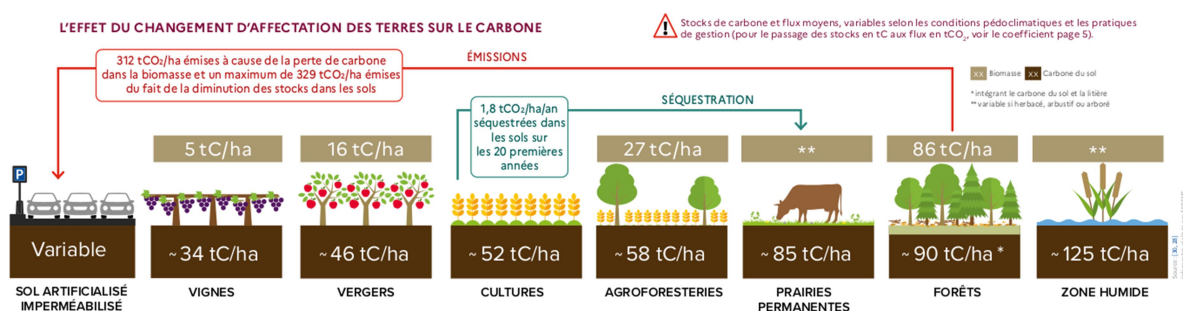 L'EFFET DU CHANGEMENT D'AFFECTATION DES TERRES SUR LE CARBONE
Stocks de carbone et flux moyens, variables selon les conditions pédoclimatiques et les pratiques
de gestion (pour le passage des stocks en tC aux flux en tCO₂, voir le coefficient page 5).
312 tCO₂/ha émises à cause de la perte de carbone
dans la biomasse et un maximum de 329 tCO₂/ha émises
du fait de la diminution des stocks dans les sols
ÉMISSIONS
xx Biomasse xx Carbone du sol
* intégrant le carbone du sol et la litière
** variable si herbacé, arbustif ou arboré
1,8 tCO₂/ha/an
séquestrées dans
les sols sur
les 20 premières
années
SÉQUESTRATION
5 tC/ha
16 tC/ha
27 tC/ha
**
86 tC/ha
**
P
Variable
~ 34 tC/ha
~ 46 tC/ha
~ 52 tC/ha
~ 58 tC/ha
~ 85 tC/ha
~ 90 tC/ha *
~ 125 tC/ha
SOL ARTIFICIALISÉ
IMPERMÉABILISÉ
VIGNES
VERGERS
CULTURES
AGROFORESTERIES
PRAIRIES
PERMANENTES
FORÊTS
ZONE HUMIDE